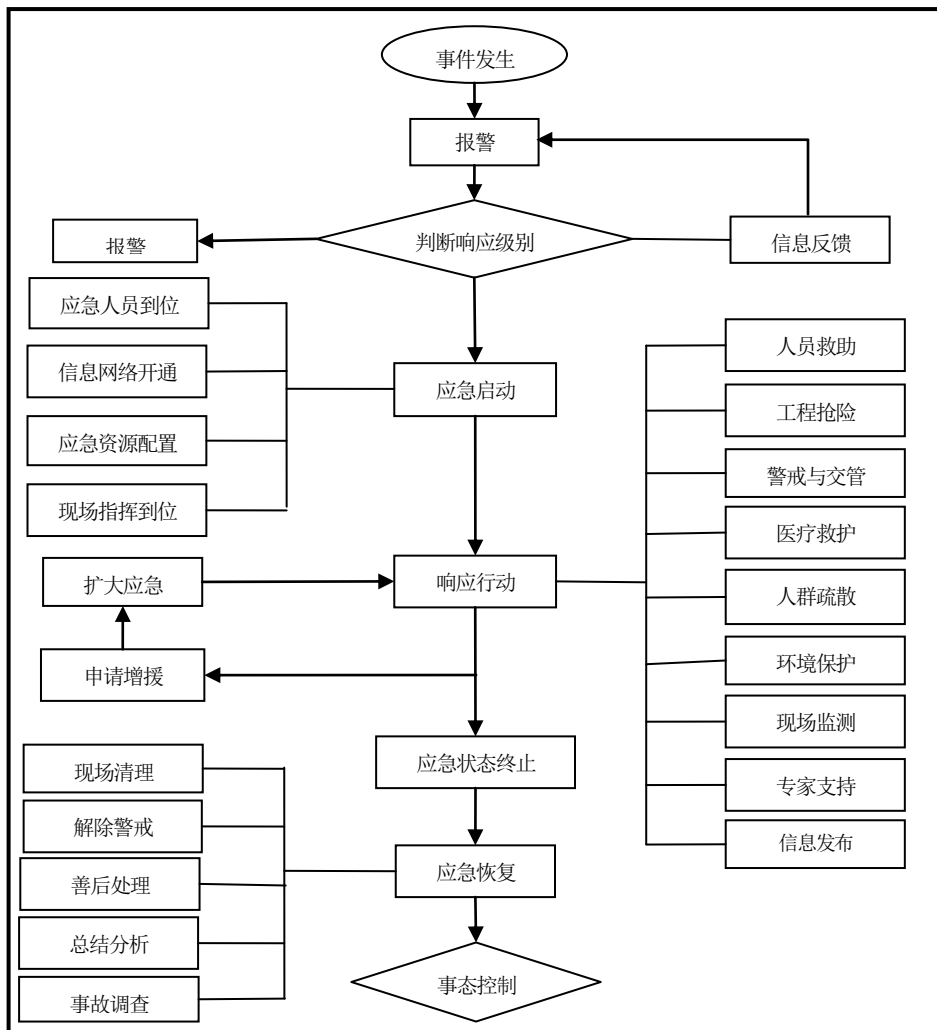 事件发生
报警
报警
判断响应级别
信息反馈
应急人员到位
信息网络开通
应急资源配置
现场指挥到位
应急启动
人员救助
工程抢险
警戒与交管
医疗救护
人群疏散
环境保护
现场监测
专家支持
信息发布
扩大应急
响应行动
申请增援
应急状态终止
现场清理
解除警戒
善后处理
总结分析
事故调查
应急恢复
事态控制